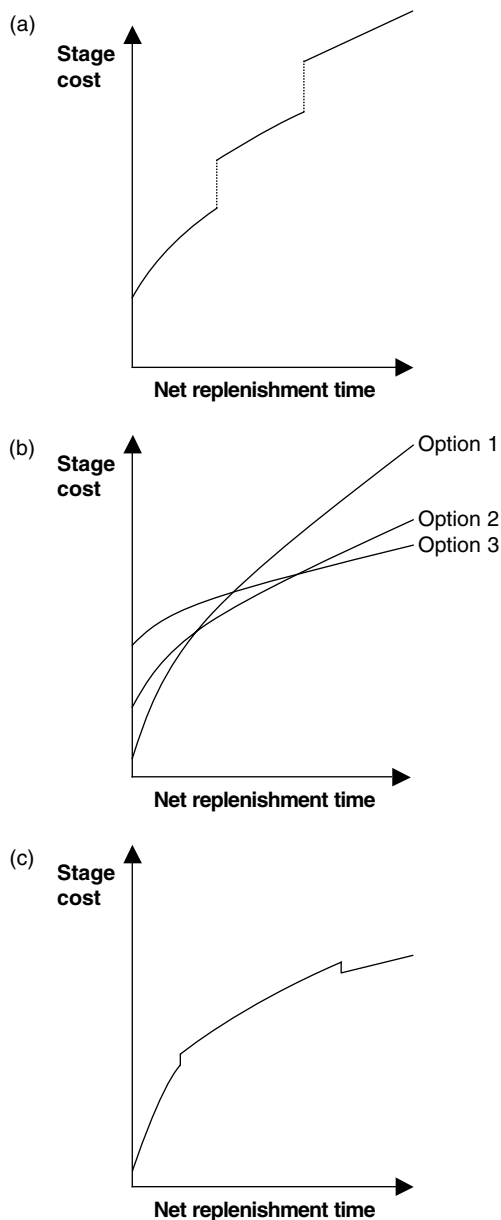 (a)
Stage
cost
Net replenishment time
(b)
Stage
cost
Option 1
Option 2
Option 3
Net replenishment time
(c)
Stage
cost
Net replenishment time